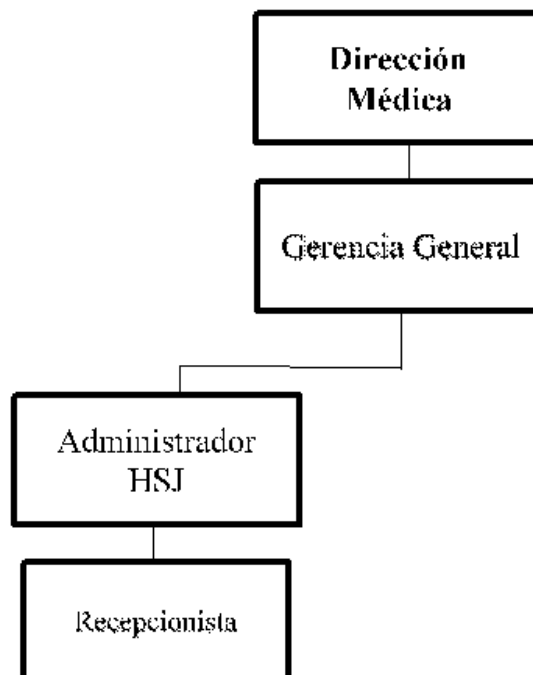 Dirección
Médica
Gerencia General
Administrador
HSJ
Recepcionista